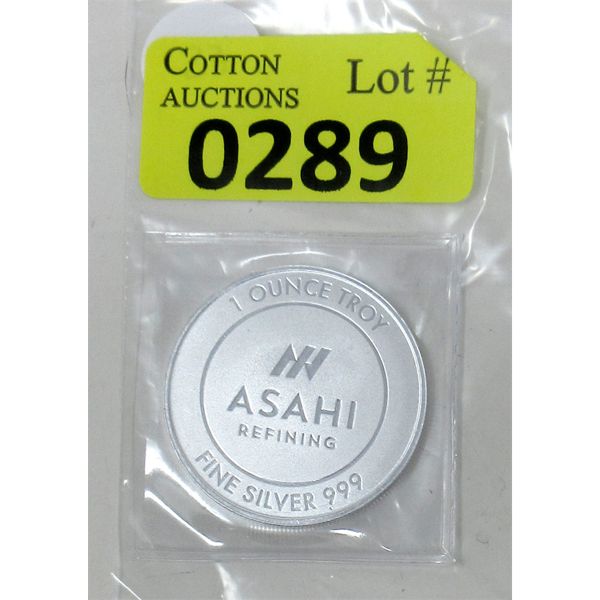 COTTON
AUCTIONS
Lot #
0289
1 OUNCE TROY
ASAHI
REFINING
FINE SILVER 999